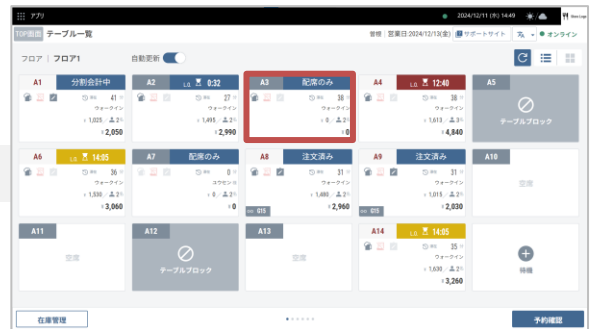 アプリ
2024/12/11 (水) 14:49
TOP画面 テーブル一覧
管理 | 営業日 2024/12/13(金) サポートサイト オンライン
フロア | フロア1
自動更新
A1 分割会計中
41
ウォークイン
¥ 1,025 / 2
¥ 2,050
A2 L.O. 0:32
27
ウォークイン
¥ 1,495 / 2
¥ 2,990
A3 配席のみ
38
ウォークイン
¥ 0 / 2
¥ 0
A4 L.O. 12:40
38
ウォークイン
¥ 1,613 / 3
¥ 4,840
A5
テーブルブロック
A6 L.O. 14:05
36
ウォークイン
¥ 1,530 / 2
¥ 3,060
A7 配席のみ
0
¥ 0 / 2
¥ 0
A8 注文済み
31
ウォークイン
¥ 1,480 / 2
015
¥ 2,960
A9 注文済み
31
ウォークイン
¥ 1,015 / 2
015
¥ 2,030
A10
空席
A11
空席
A12
テーブルブロック
A13
空席
A14 L.O. 14:05
35
ウォークイン
¥ 1,630 / 2
¥ 3,260
待機
在庫管理
予約確認